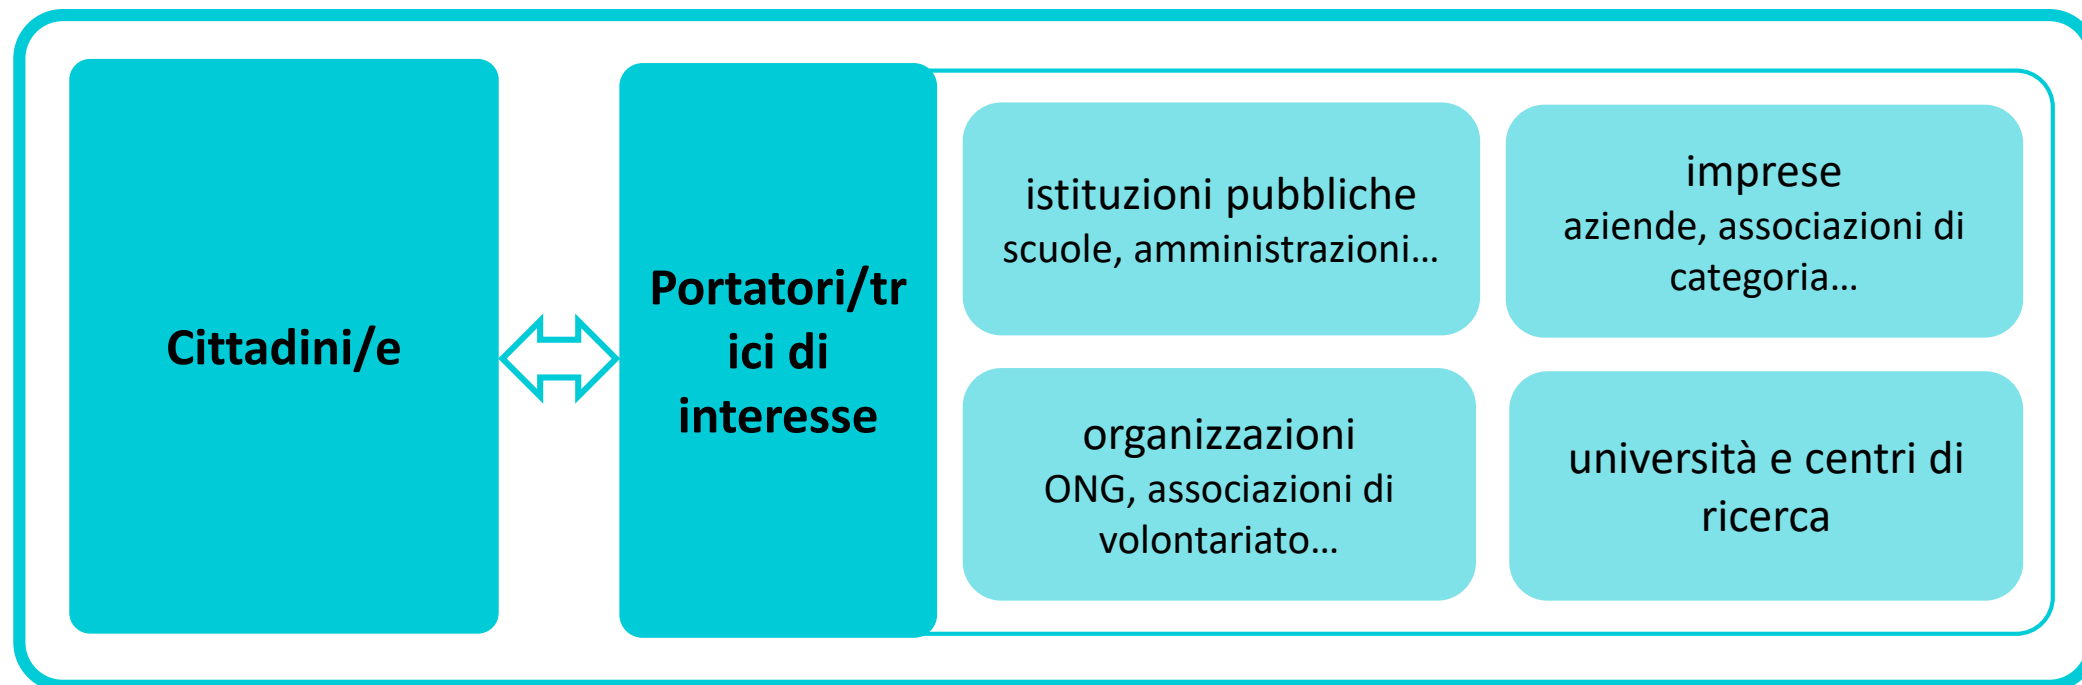 Cittadini/e
Portatori/tr
ici di
interesse
istituzioni pubbliche
scuole, amministrazioni…
imprese
aziende, associazioni di
categoria…
organizzazioni
ONG, associazioni di
volontariato…
università e centri di
ricerca